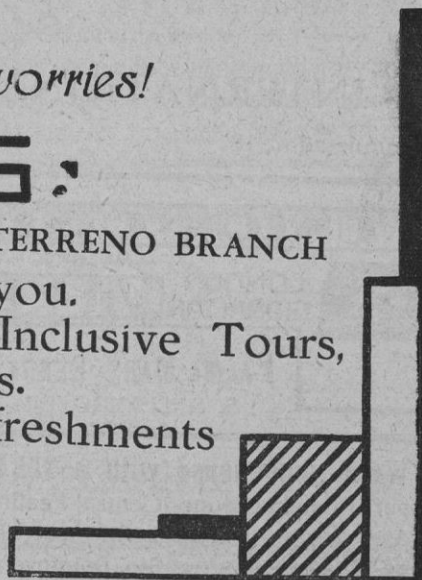 worries!
TERRENO BRANCH
you.
Inclusive Tours,
s.
freshments